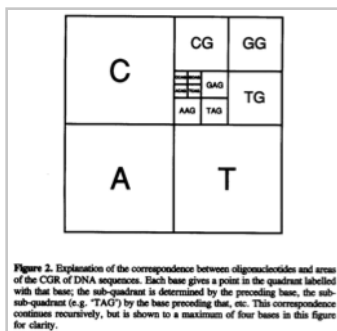 C
CG
GG
GAG
TG
AAG
TAG
A
T
Figure 2. Explanation of the correspondence between oligonucleotides and areas
of the CGR of DNA sequences. Each base gives a point in the quadrant labelled
with that base; the sub-quadrant is determined by the preceding base, the sub-
sub-quadrant (e.g. 'TAG') by the base preceding that, etc. This correspondence
continues recursively, but is shown to a maximum of four bases in this figure
for clarity.